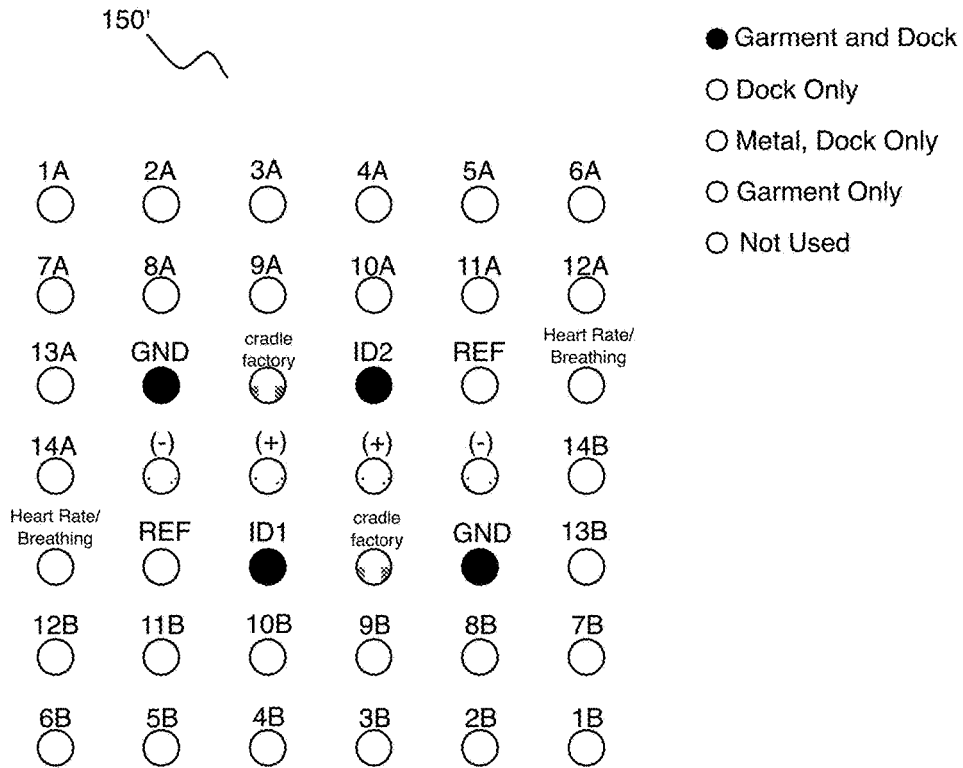 150'
Garment and Dock
Dock Only
Metal, Dock Only
Garment Only
Not Used
1A 2A 3A 4A 5A 6A
7A 8A 9A 10A 11A 12A
13A GND cradle factory ID2 REF Heart Rate/ Breathing
14A (-) (+) (+) (-) 14B
Heart Rate/ Breathing REF ID1 cradle factory GND 13B
12B 11B 10B 9B 8B 7B
6B 5B 4B 3B 2B 1B